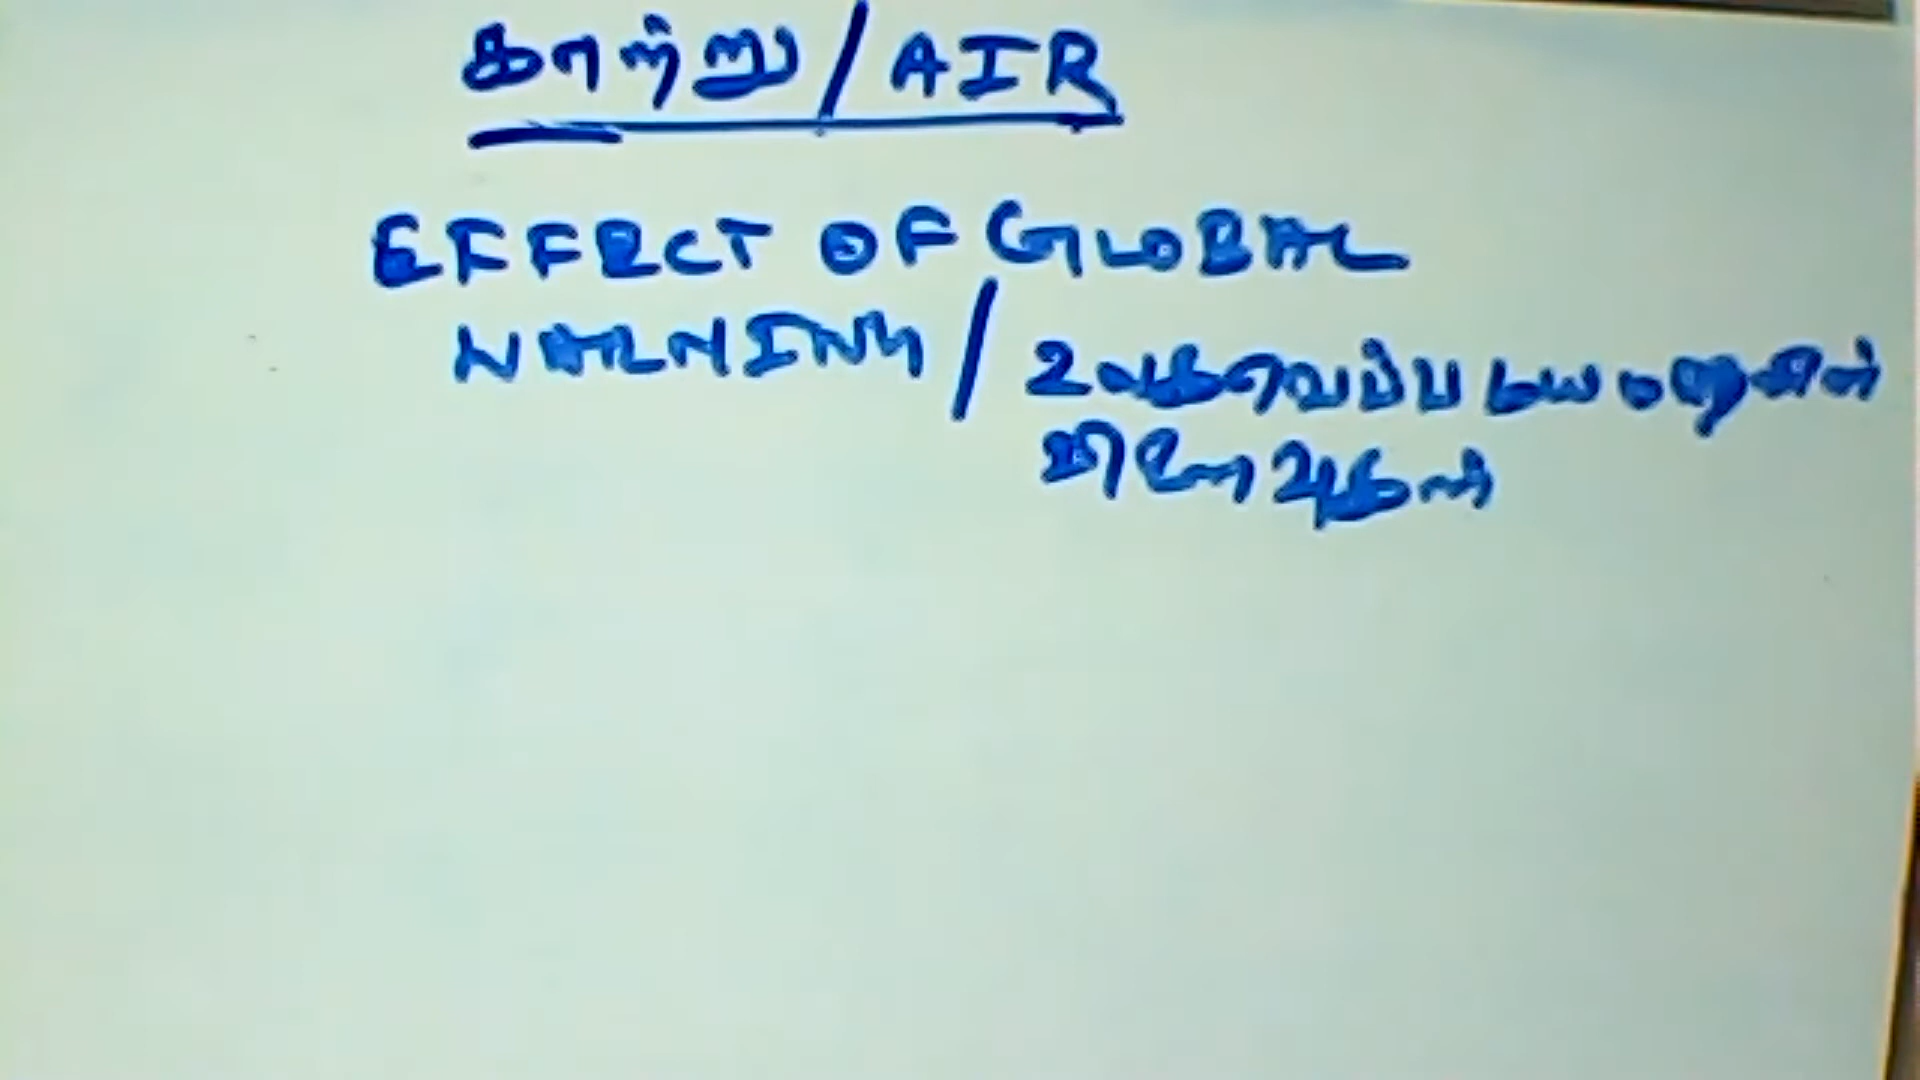 காற்று / AIR
EFFECT OF GLOBAL
WARMING / உலகவெப்பமயமாதலின்
விளைவுகள்